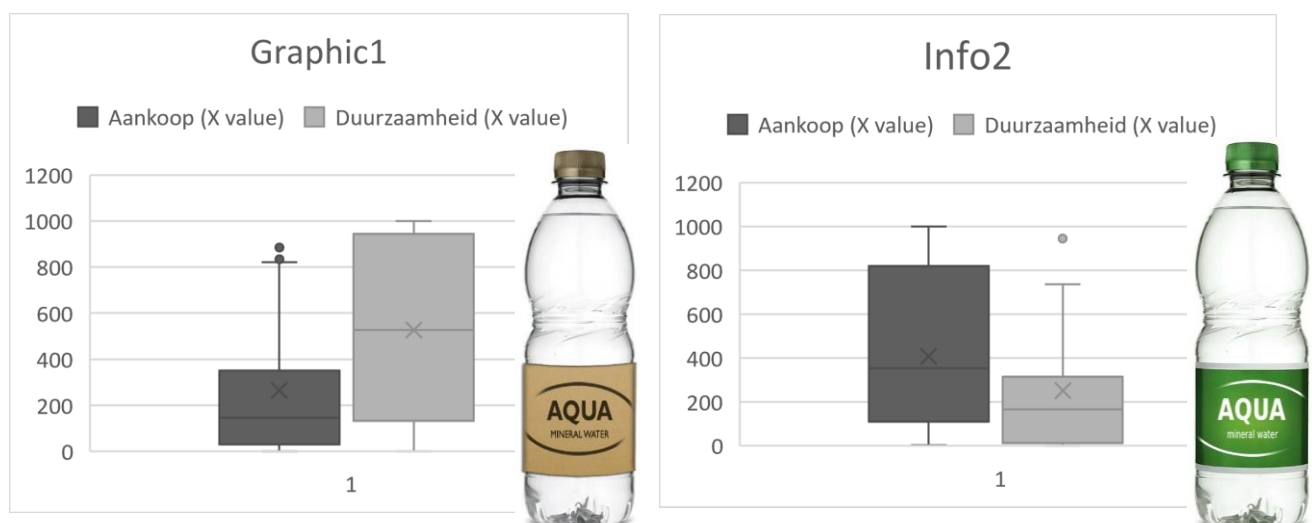 Graphic1
Aankoop (X value) Duurzaamheid (X value)
1200
1000
800
600
400
200
0
1
AQUA
MINERAL WATER
Info2
Aankoop (X value) Duurzaamheid (X value)
1200
1000
800
600
400
200
0
1
AQUA
mineral water